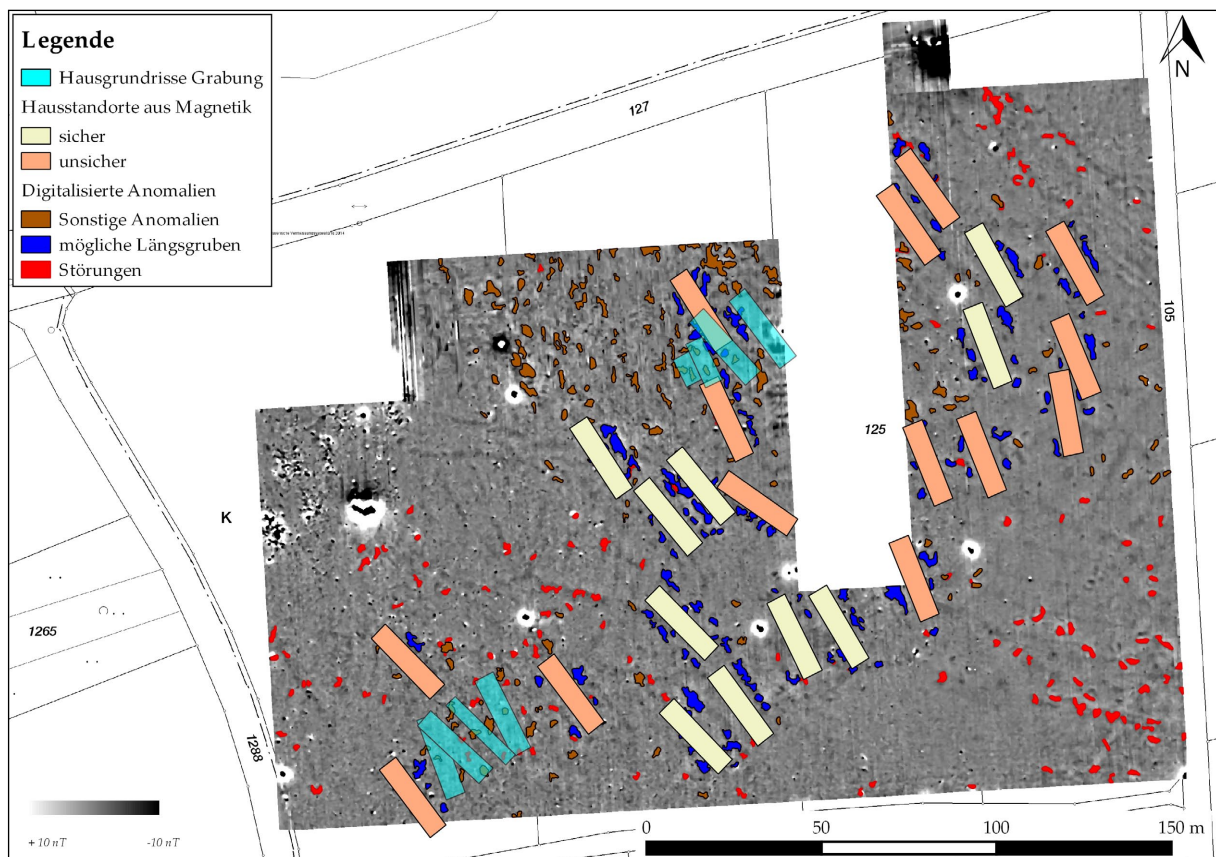 Legende
Hausgrundrisse Grabung
Hausstandorte aus Magnetik
sicher
unsicher
Digitalisierte Anomalien
Sonstige Anomalien
mögliche Längsgruben
Störungen
N
127
105
125
K
1265
1288
+ 10 nT
-10 nT
0
50
100
150 m